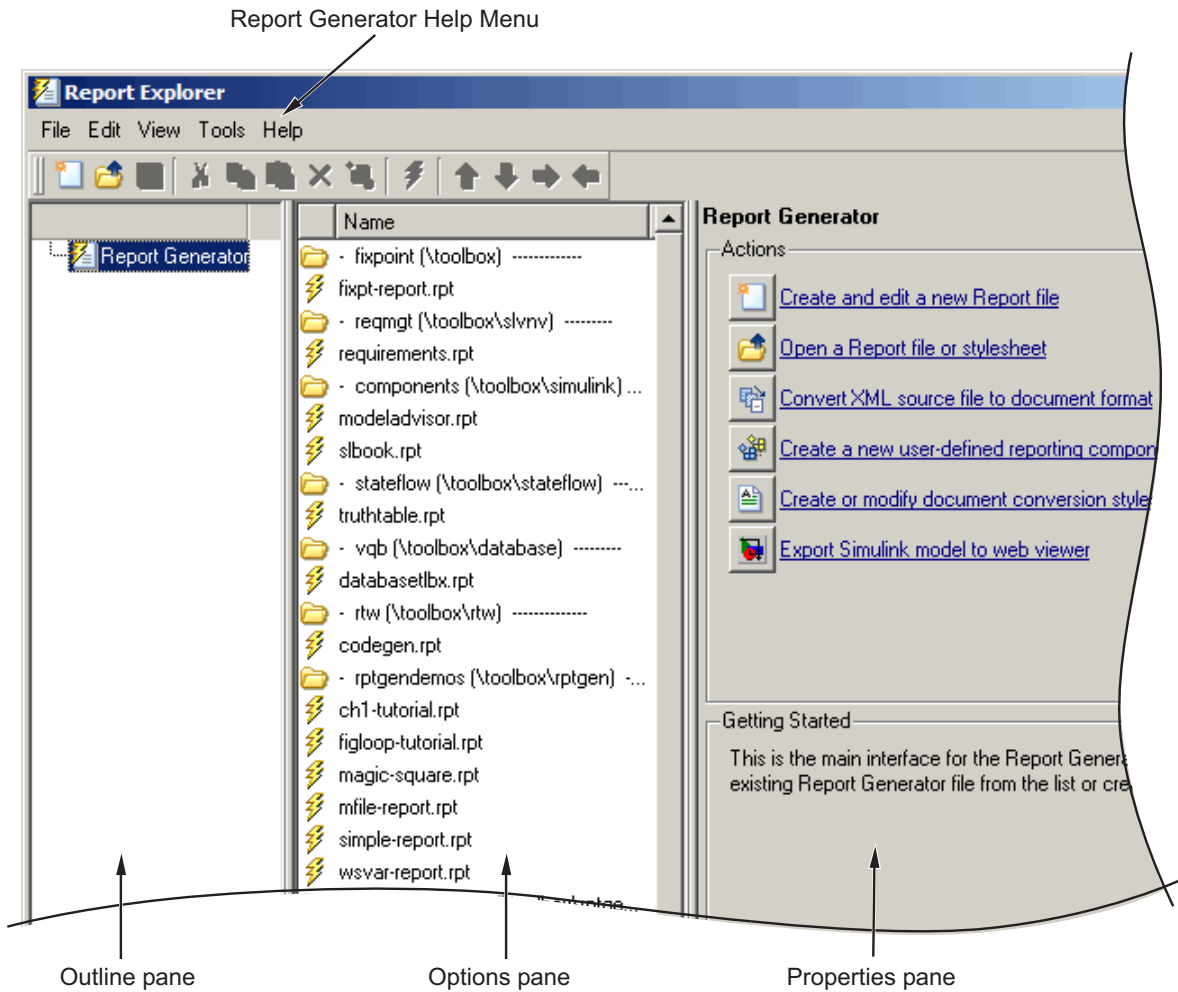 Report Generator Help Menu
Report Explorer
File Edit View Tools Help
Report Generator
Name
- fixpoint (\toolbox) -------------
fixpt-report.rpt
- reqmgt (\toolbox\slvnv) ---------
requirements.rpt
- components (\toolbox\simulink) ...
modeladvisor.rpt
slbook.rpt
- stateflow (\toolbox\stateflow) ---...
truthtable.rpt
- vqb (\toolbox\database) ---------
databasetlbx.rpt
- rtw (\toolbox\rtw) --------------
codegen.rpt
- rptgendemos (\toolbox\rptgen) -...
ch1-tutorial.rpt
figloop-tutorial.rpt
magic-square.rpt
mfile-report.rpt
simple-report.rpt
wsvar-report.rpt
Report Generator
Actions
Create and edit a new Report file
Open a Report file or stylesheet
Convert XML source file to document format
Create a new user-defined reporting compon
Create or modify document conversion style
Export Simulink model to web viewer
Getting Started
This is the main interface for the Report Genera
existing Report Generator file from the list or cre
Outline pane
Options pane
Properties pane